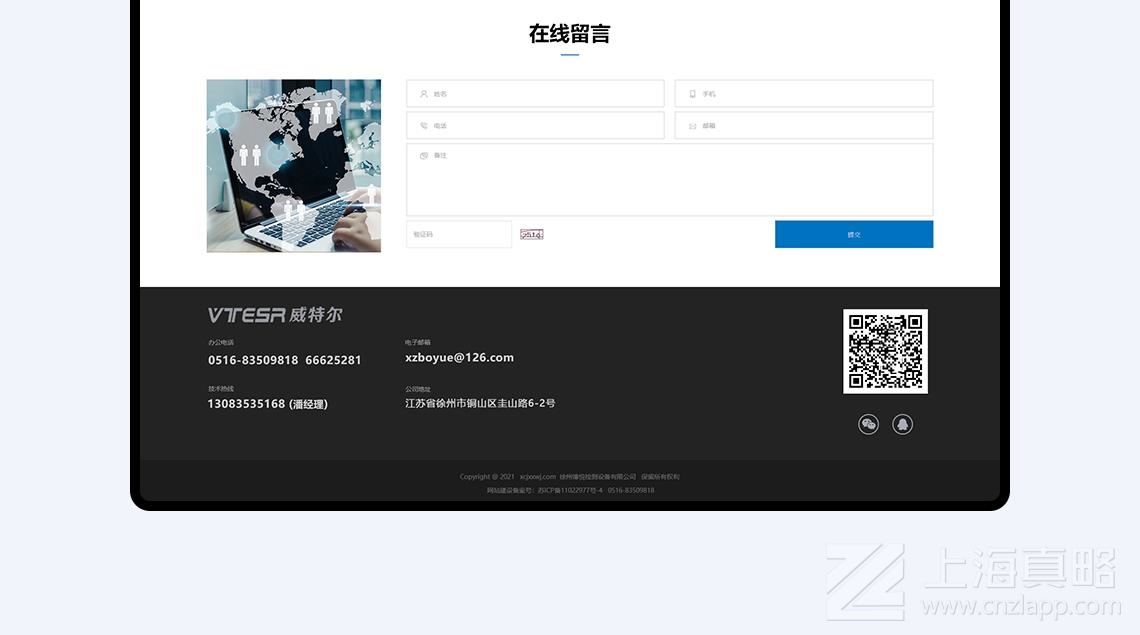 在线留言
姓名
手机
电话
邮箱
备注
验证码
2514
提交
VTESR 威特尔
办公电话
电子邮箱
0516-83509818 66625281
xzboyue@126.com
技术热线
公司地址
13083535168 (潘经理)
江苏省徐州市铜山区圭山路6-2号
Copyright @ 2021 xcjxxwj.com 徐州博悦检测设备有限公司 保留所有权利
网站建设备案号: 苏ICP备11022977号-4 0516-83509818
上海真略
www.cnzlapp.com